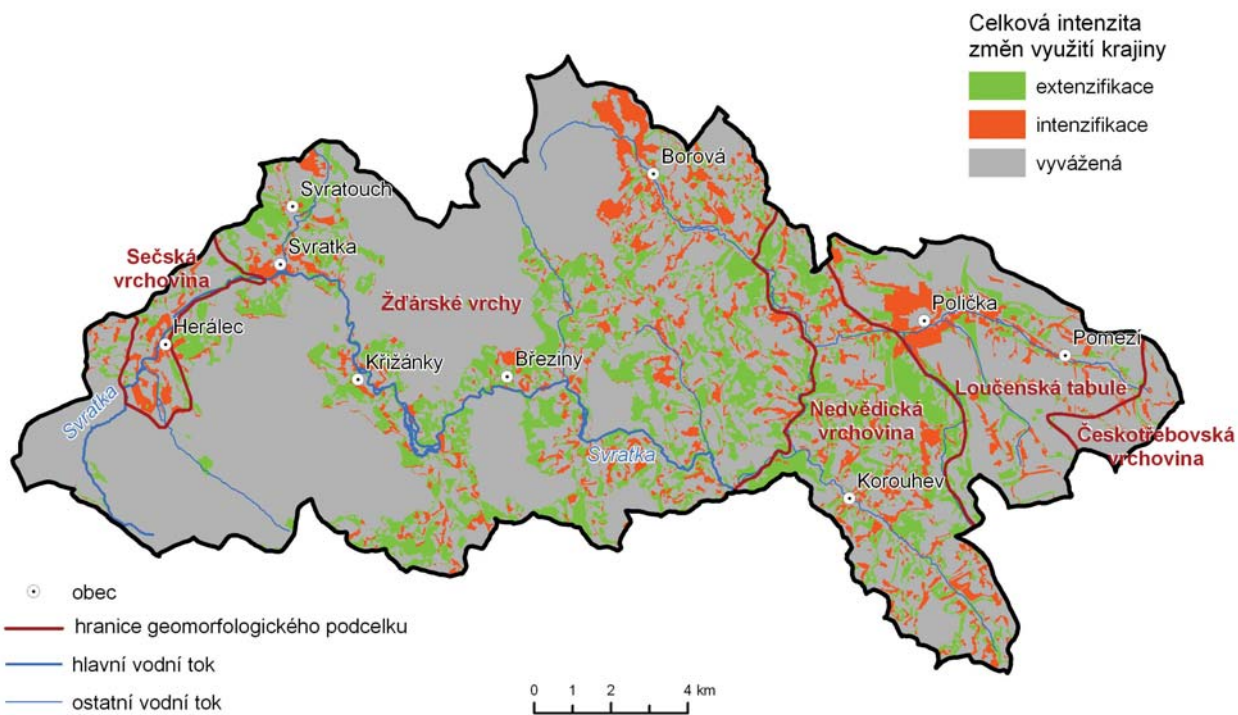 Celková intenzita
změn využití krajiny
extenzifikace
intenzifikace
vyvážená
Borová
Svratouch
Svratka
Sečská
vrchovina
Žďárské vrchy
Herálec
Polička
Pomezí
Křižánky
Březiny
Loučenská tabule
Svratka
Nedvědická
vrchovina
Svratka
Českotřebovská
vrchovina
Korouhev
obec
hranice geomorfologického podcelku
hlavní vodní tok
ostatní vodní tok
0 1 2 4 km